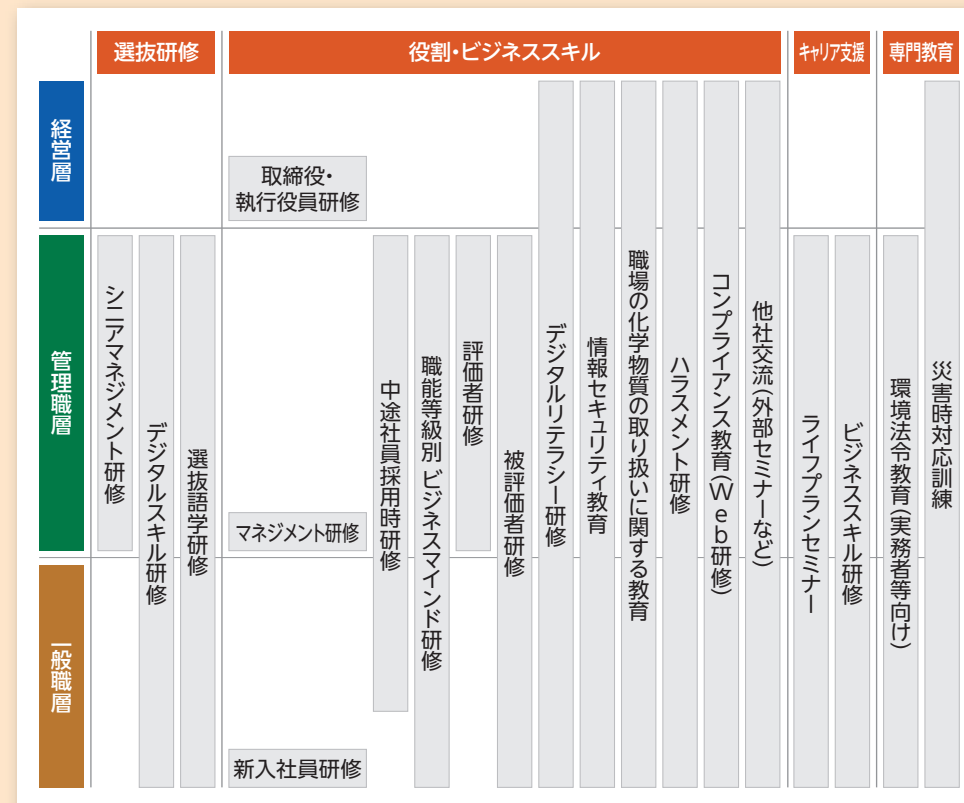 選抜研修
役割・ビジネススキル
キャリア支援
専門教育
経営層
取締役・
執行役員研修
管理職層
シニアマネジメント研修
デジタルスキル研修
選抜語学研修
マネジメント研修
中途社員採用時研修
職能等級別 ビジネスマインド研修
評価者研修
被評価者研修
デジタルリテラシー研修
情報セキュリティ教育
職場の化学物質の取り扱いに関する教育
ハラスメント研修
コンプライアンス教育(Web研修)
他社交流(外部セミナーなど)
ライフプランセミナー
ビジネススキル研修
環境法令教育(実務者等向け)
災害時対応訓練
一般職層
新入社員研修